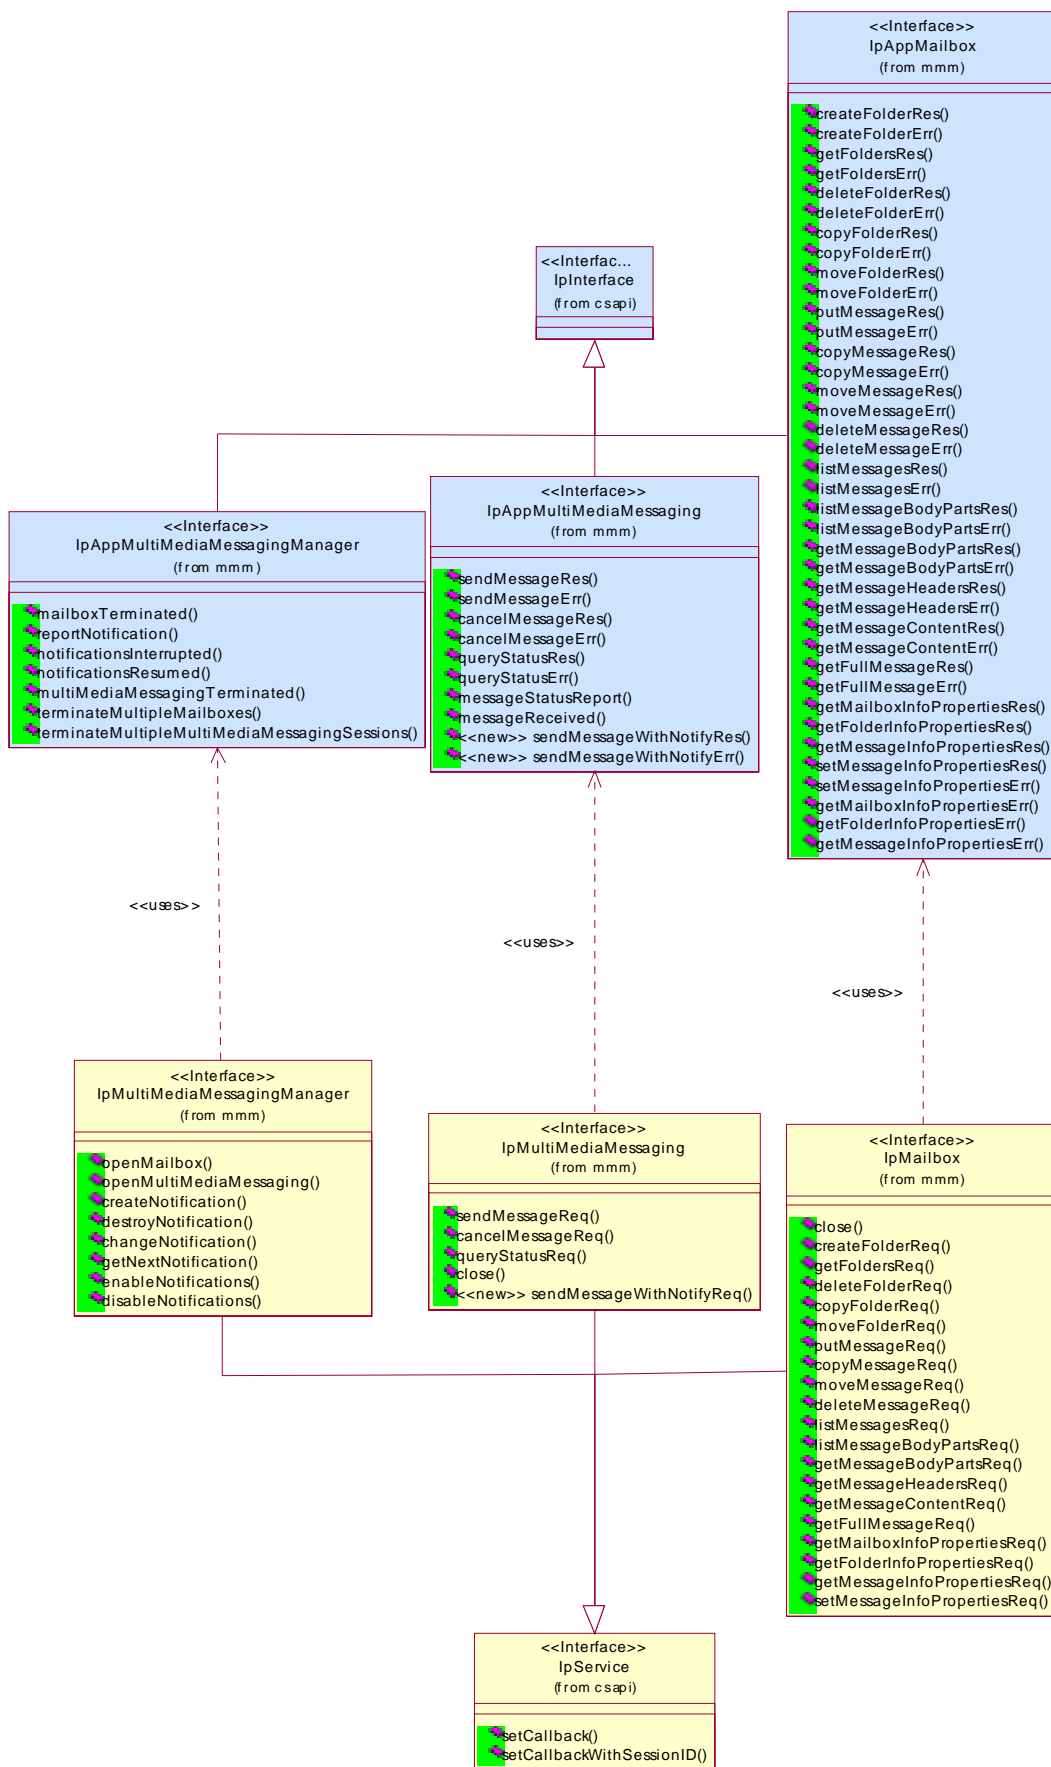 <<Interface>>
IpAppMailbox
(from mmm)
createFolderRes()
createFolderErr()
getFoldersRes()
getFoldersErr()
deleteFolderRes()
deleteFolderErr()
copyFolderRes()
copyFolderErr()
moveFolderRes()
moveFolderErr()
putMessageRes()
putMessageErr()
copyMessageRes()
copyMessageErr()
moveMessageRes()
moveMessageErr()
deleteMessageRes()
deleteMessageErr()
listMessagesRes()
listMessagesErr()
listMessageBodyPartsRes()
listMessageBodyPartsErr()
getMessageBodyPartsRes()
getMessageBodyPartsErr()
getMessageHeadersRes()
getMessageHeadersErr()
getMessageContentRes()
getMessageContentErr()
getFullMessageRes()
getFullMessageErr()
getMailboxInfoPropertiesRes()
getFolderInfoPropertiesRes()
getMessageInfoPropertiesRes()
setMessageInfoPropertiesRes()
setMessageInfoPropertiesErr()
getMailboxInfoPropertiesErr()
getFolderInfoPropertiesErr()
getMessageInfoPropertiesErr()
<<Interfac...
IpInterface
(from csapi)
<<Interface>>
IpAppMultiMediaMessagingManager
(from mmm)
mailboxTerminated()
reportNotification()
notificationsInterrupted()
notificationsResumed()
multiMediaMessagingTerminated()
terminateMultipleMailboxes()
terminateMultipleMultiMediaMessagingSessions()
<<Interface>>
IpAppMultiMediaMessaging
(from mmm)
sendMessageRes()
sendMessageErr()
cancelMessageRes()
cancelMessageErr()
queryStatusRes()
queryStatusErr()
messageStatusReport()
messageReceived()
<<new>> sendMessageWithNotifyRes()
<<new>> sendMessageWithNotifyErr()
<<uses>>
<<uses>>
<<uses>>
<<Interface>>
IpMultiMediaMessagingManager
(from mmm)
openMailbox()
openMultiMediaMessaging()
createNotification()
destroyNotification()
changeNotification()
getNextNotification()
enableNotifications()
disableNotifications()
<<Interface>>
IpMultiMediaMessaging
(from mmm)
sendMessageReq()
cancelMessageReq()
queryStatusReq()
close()
<<new>> sendMessageWithNotifyReq()
<<Interface>>
IpMailbox
(from mmm)
close()
createFolderReq()
getFoldersReq()
deleteFolderReq()
copyFolderReq()
moveFolderReq()
putMessageReq()
copyMessageReq()
moveMessageReq()
deleteMessageReq()
listMessagesReq()
listMessageBodyPartsReq()
getMessageBodyPartsReq()
getMessageHeadersReq()
getMessageContentReq()
getFullMessageReq()
getMailboxInfoPropertiesReq()
getFolderInfoPropertiesReq()
getMessageInfoPropertiesReq()
setMessageInfoPropertiesReq()
<<Interface>>
IpService
(from csapi)
setCallback()
setCallbackWithSessionID()